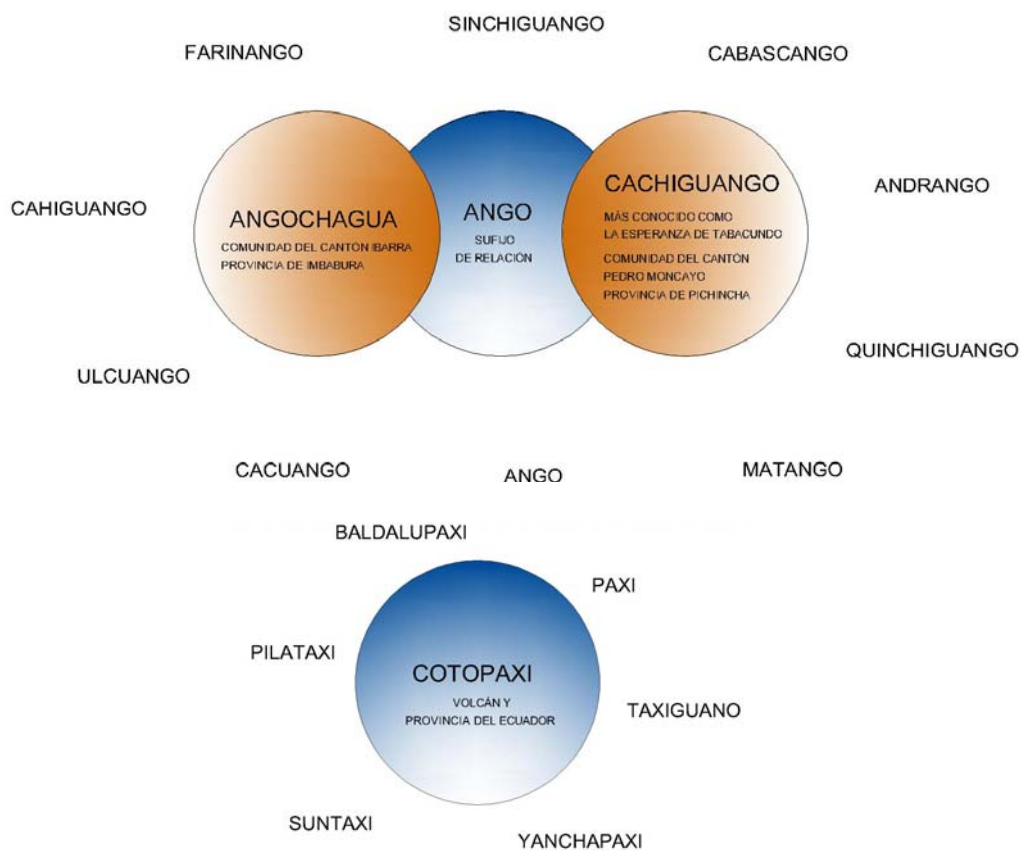 SINCHIGUANGO
FARINANGO
CABASCANGO
CAHIGUANGO
ANGOCHAGUA
COMUNIDAD DEL CANTÓN IBARRA
PROVINCIA DE IMBABURA
ANGO
SUFIJO
DE RELACIÓN
CACHIGUANGO
MÁS CONOCIDO COMO
LA ESPERANZA DE TABACUNDO
COMUNIDAD DEL CANTÓN
PEDRO MONCAYO
PROVINCIA DE PICHINCHA
ANDRANGO
ULCUANGO
QUINCHIGUANGO
CACUANGO
ANGO
MATANGO
BALDALUPAXI
PAXI
PILATAXI
COTOPAXI
VOLCÁN Y
PROVINCIA DEL ECUADOR
TAXIGUANO
SUNTAXI
YANCHAPAXI